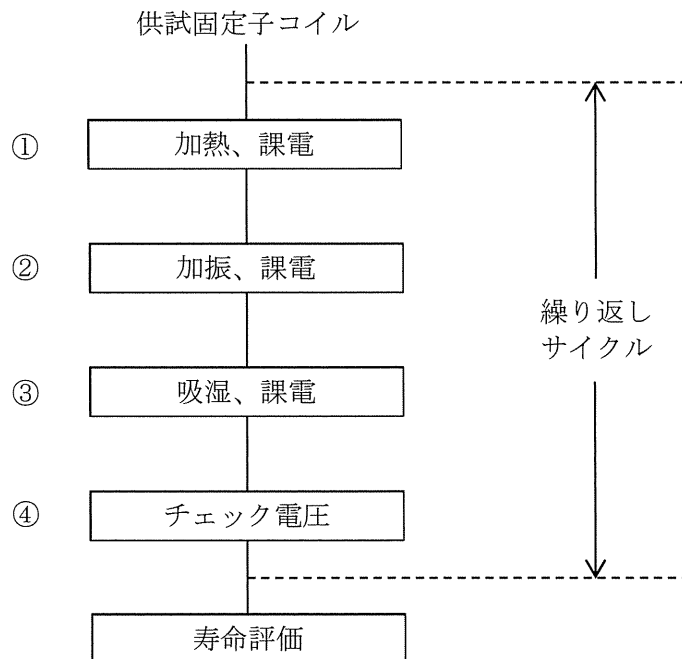 供試固定子コイル
① 加熱、課電
② 加振、課電
③ 吸湿、課電
④ チェック電圧
繰り返し
サイクル
寿命評価